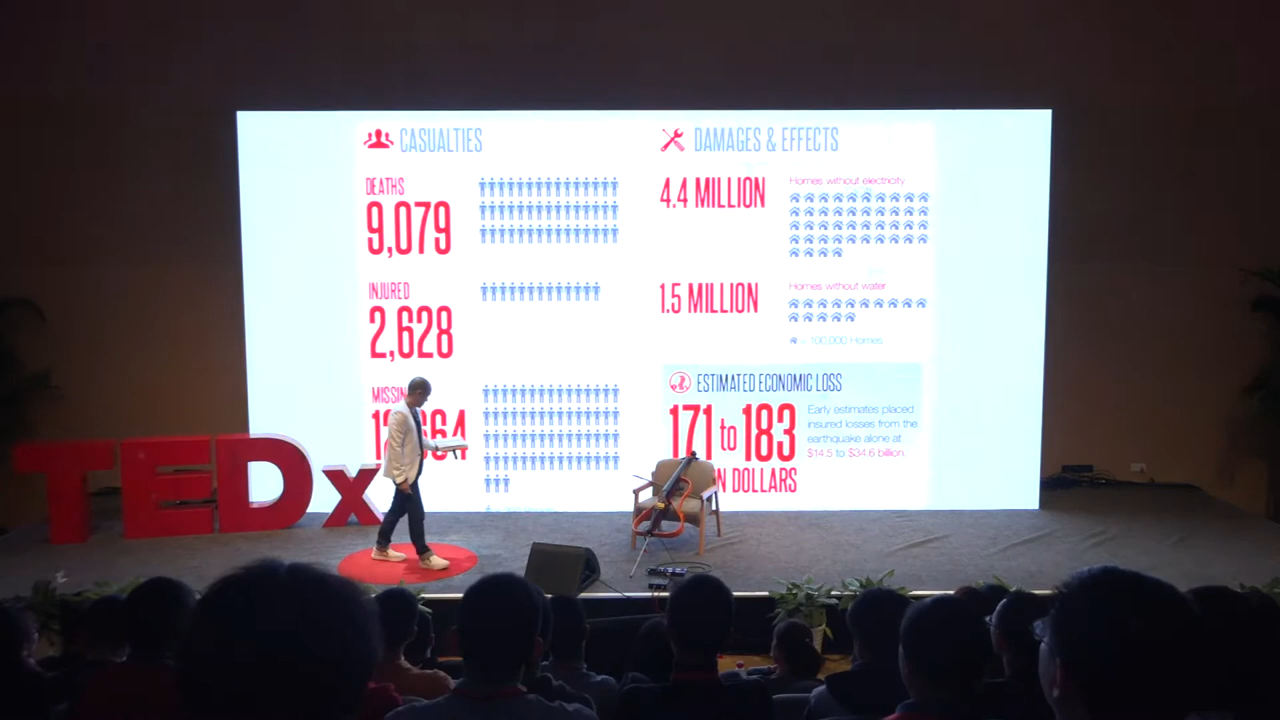 CASUALTIES
DEATHS
9,079
INJURED
2,628
DAMAGES & EFFECTS
4.4 MILLION
Homes without electricity
1.5 MILLION
Homes without water
= 100,000 Homes
ESTIMATED ECONOMIC LOSS
171 to 183
DOLLARS
Early estimates placed
insured losses from the
earthquake alone at
$14.5 to $34.6 billion.
TEDx